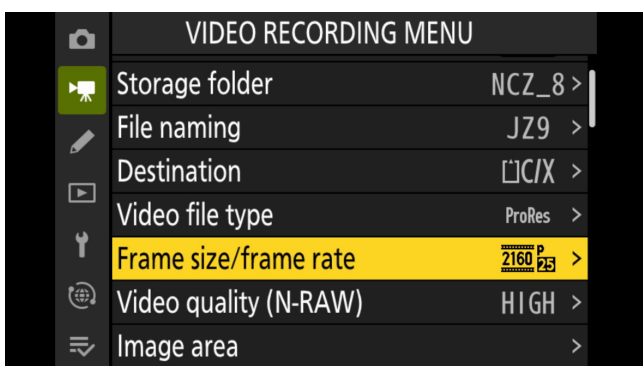 VIDEO RECORDING MENU
Storage folder NCZ_8 >
File naming JZ9 >
Destination C/X >
Video file type ProRes >
Frame size/frame rate 2160 P 25 >
Video quality (N-RAW) HIGH >
Image area >